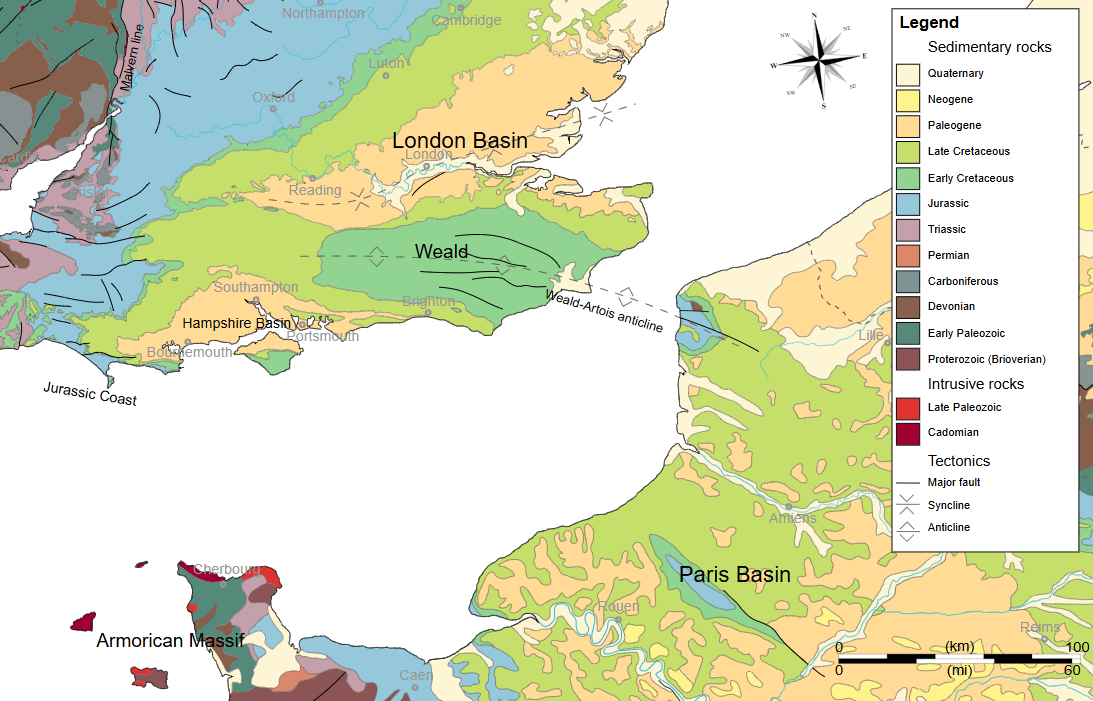 Northampton
Cambridge
Malvern line
Luton
Oxford
London Basin
London
Reading
Weald
Southampton
Brighton
Hampshire Basin
Portsmouth
Bournemouth
Weald-Artois anticline
Jurassic Coast
Lille
Amiens
Paris Basin
Rouen
Reims
Cherbourg
Armorican Massif
Caen
N
NE
E
SE
S
SW
W
NW
Legend
Sedimentary rocks
Quaternary
Neogene
Paleogene
Late Cretaceous
Early Cretaceous
Jurassic
Triassic
Permian
Carboniferous
Devonian
Early Paleozoic
Proterozoic (Brioverian)
Intrusive rocks
Late Paleozoic
Cadomian
Tectonics
Major fault
Syncline
Anticline
0 (km) 100
0 (mi) 60